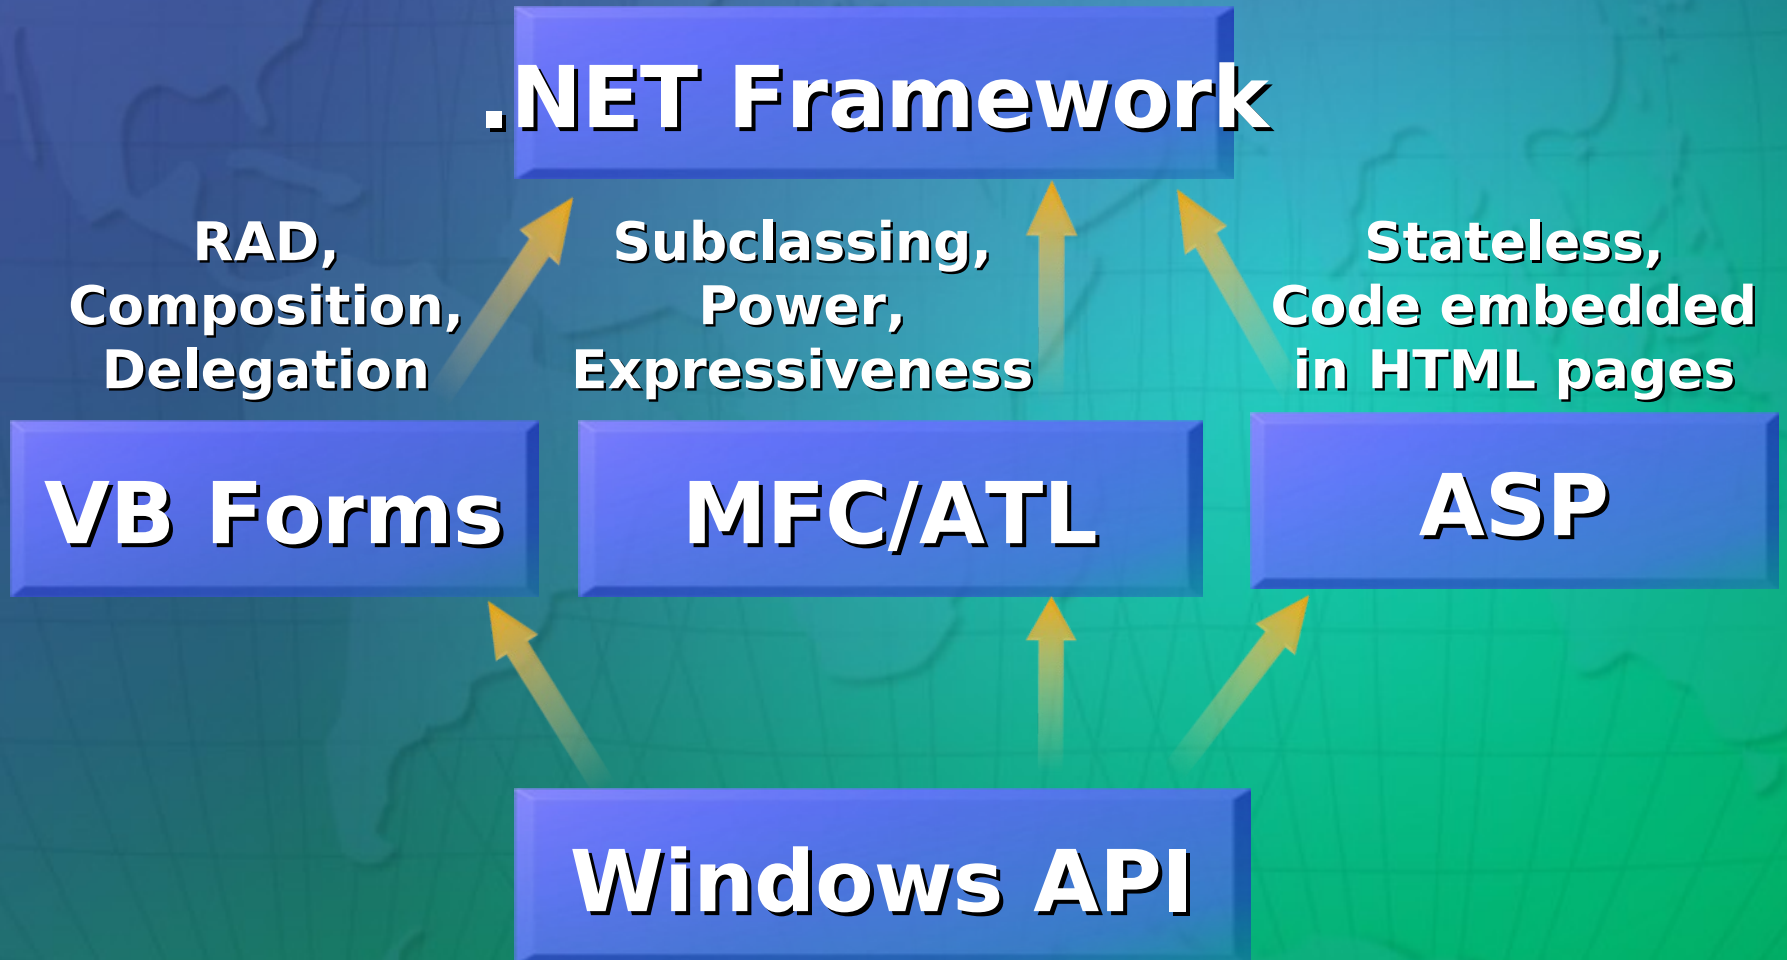 .NET Framework
RAD,
Composition,
Delegation
Subclassing,
Power,
Expressiveness
Stateless,
Code embedded
in HTML pages
VB Forms
MFC/ATL
ASP
Windows API